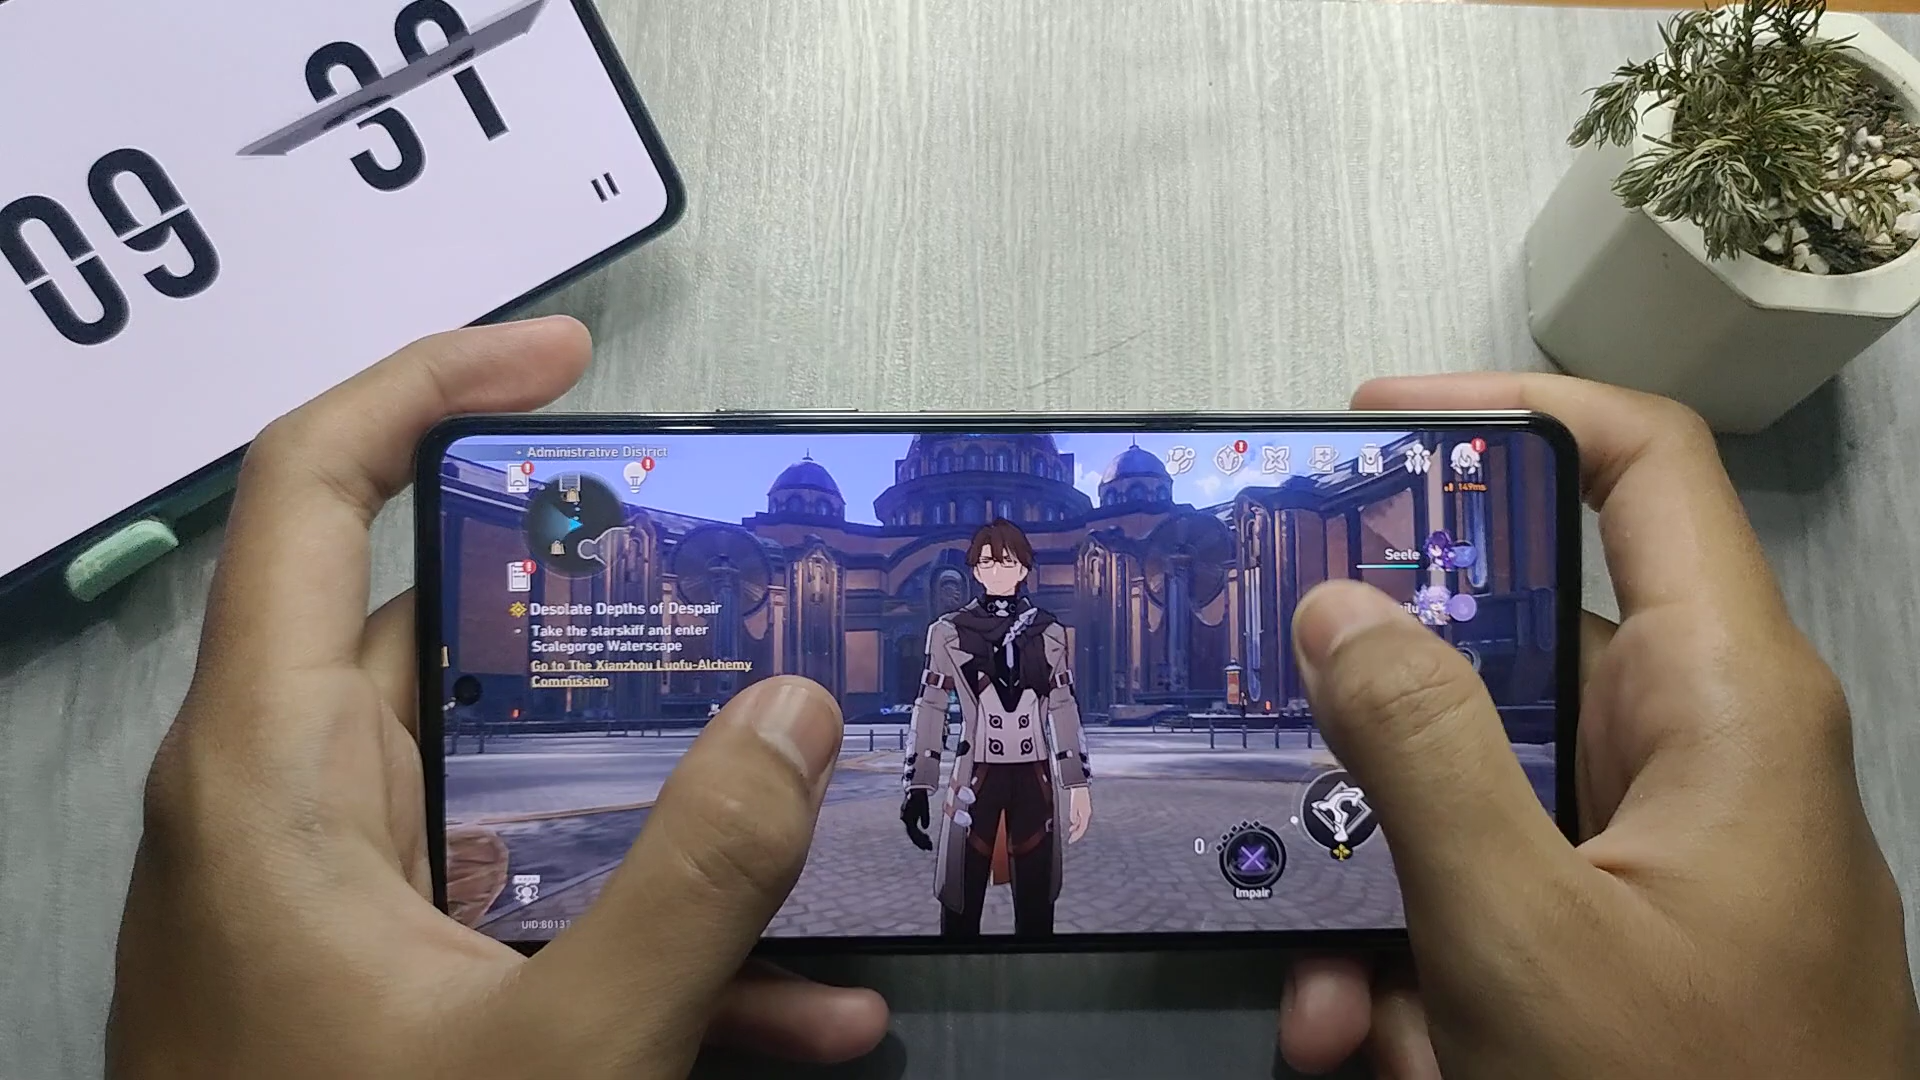 09 31
Administrative District
149ms
Seele
Desolate Depths of Despair
Take the starskiff and enter
Scalegorge Waterscape
Go to The Xianzhou Luofu-Alchemy
Commission
0
Impair